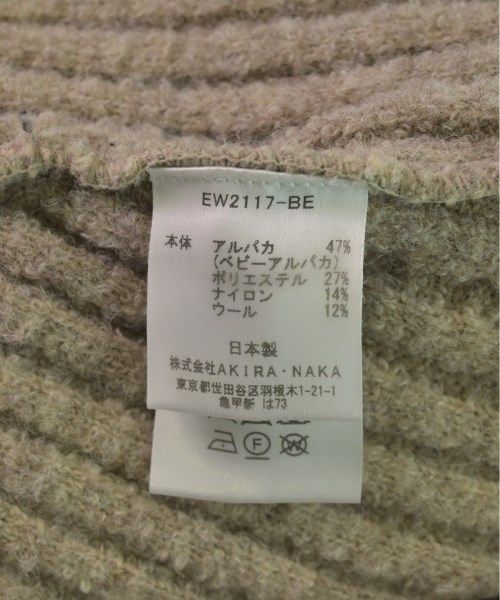 EW2117-BE
本体 アルパカ 47%
(ベビーアルパカ)
ポリエステル 27%
ナイロン 14%
ウール 12%
日本製
株式会社AKIRA・NAKA
東京都世田谷区羽根木1-21-1
亀甲新 は73
F W